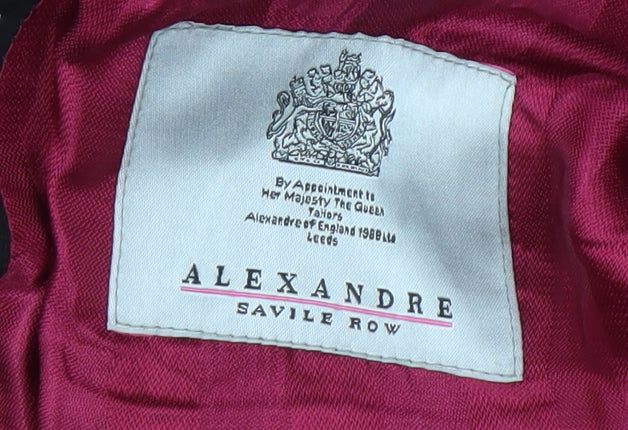 By Appointment to
Her Majesty The Queen
Tailors
Alexandre of England 1988 Ltd
Leeds
ALEXANDRE
SAVILE ROW